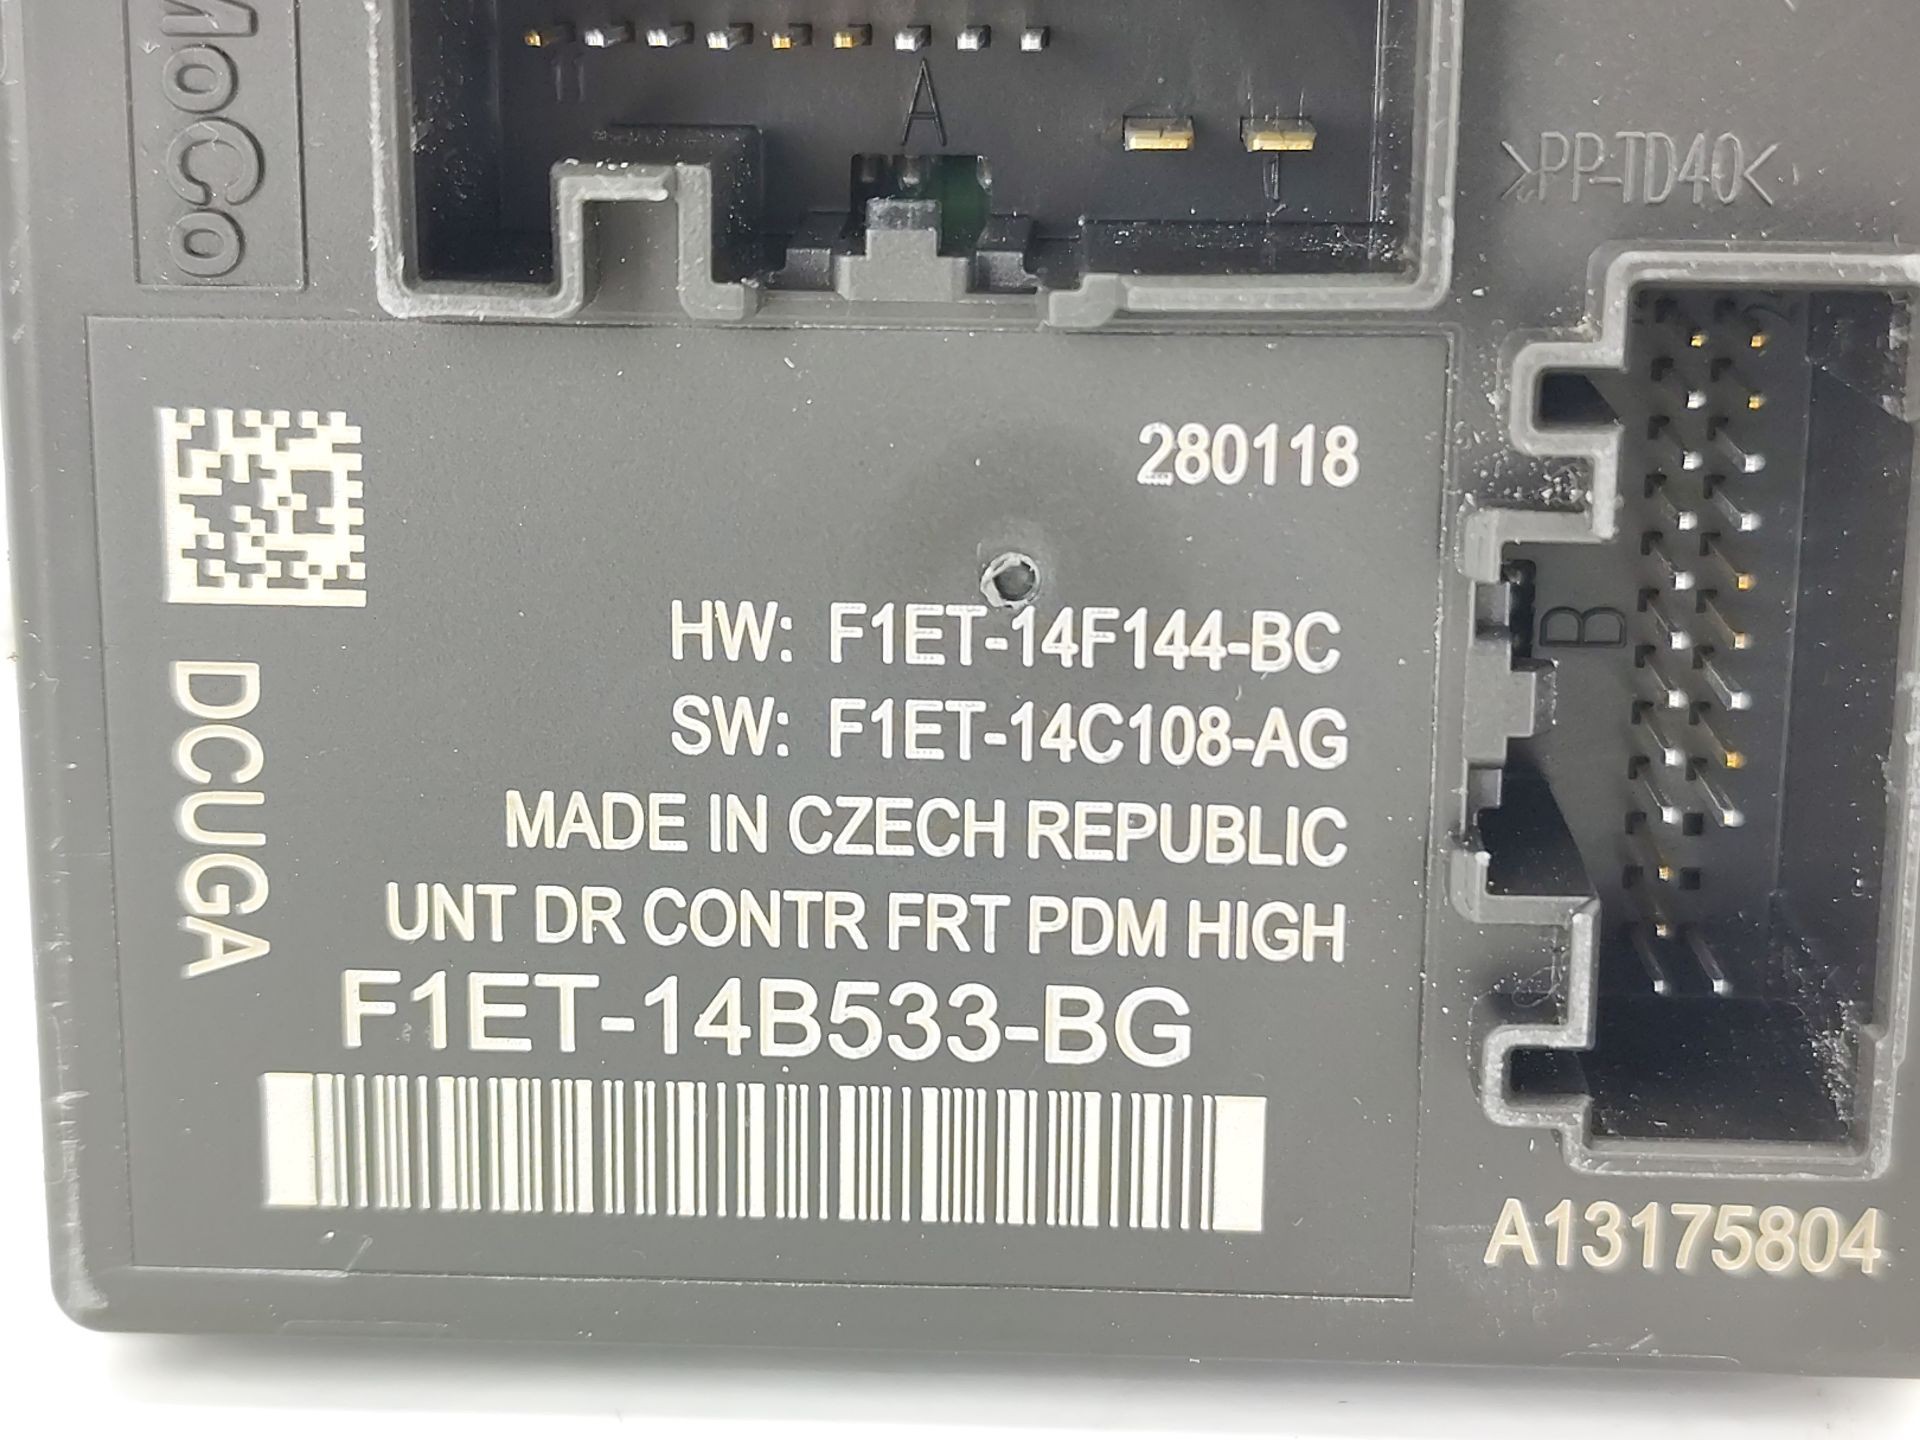 MoCo
A
>PP-TD40<
280118
HW: F1ET-14F144-BC
SW: F1ET-14C108-AG
B
MADE IN CZECH REPUBLIC
DCUGA
UNT DR CONTR FRT PDM HIGH
F1ET-14B533-BG
A13175804